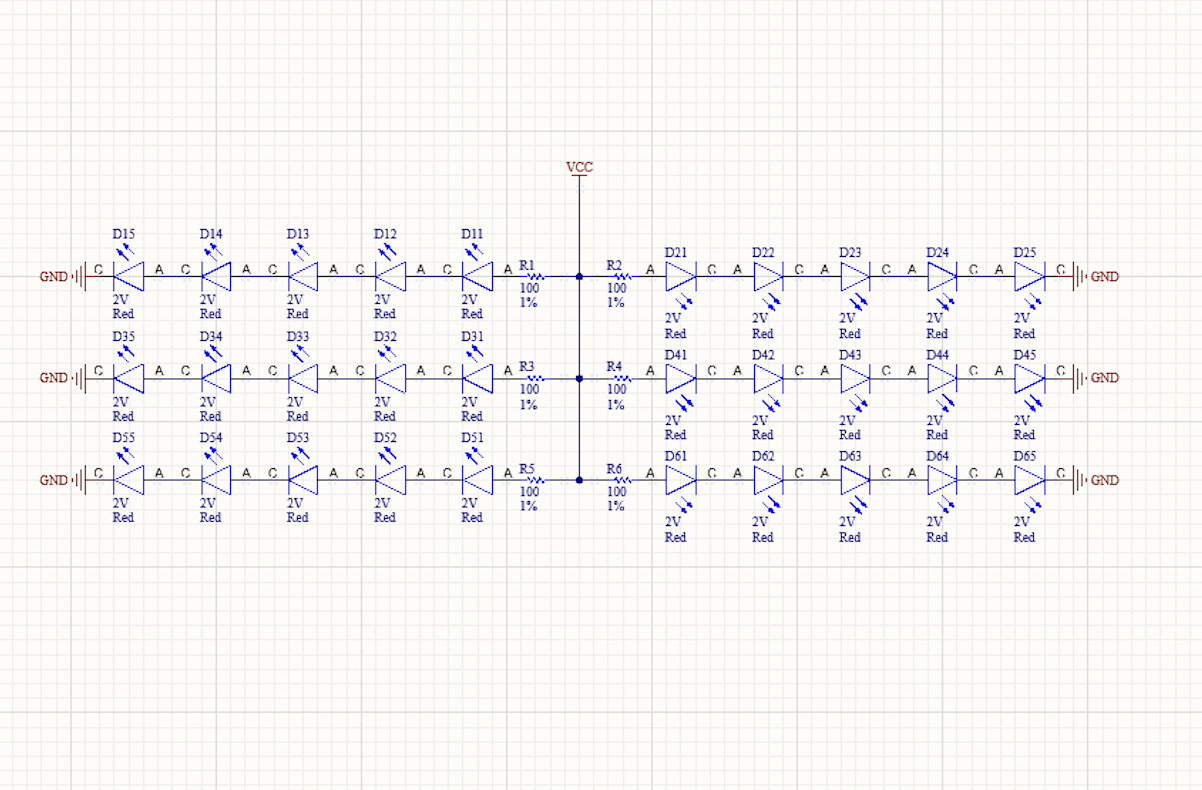 VCC
D15 D14 D13 D12 D11
D21 D22 D23 D24 D25
GND C A C A C A C A C A R1 R2 A C A C A C A C A C GND
100 100
2V 2V 2V 2V 2V 1% 1%
Red Red Red Red Red
2V 2V 2V 2V 2V
Red Red Red Red Red
D35 D34 D33 D32 D31
D41 D42 D43 D44 D45
GND C A C A C A C A C A R3 R4 A C A C A C A C A C GND
100 100
2V 2V 2V 2V 2V 1% 1%
Red Red Red Red Red
2V 2V 2V 2V 2V
Red Red Red Red Red
D55 D54 D53 D52 D51
D61 D62 D63 D64 D65
GND C A C A C A C A C A R5 R6 A C A C A C A C A C GND
100 100
2V 2V 2V 2V 2V 1% 1%
Red Red Red Red Red
2V 2V 2V 2V 2V
Red Red Red Red Red